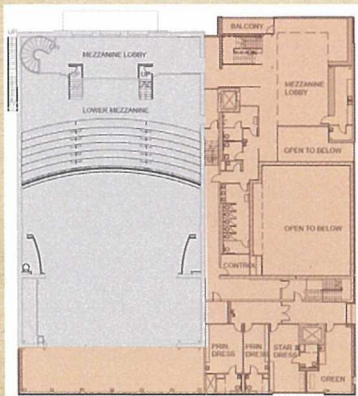 BALCONY
MEZZANINE LOBBY
MEZZANINE
LOBBY
LOWER MEZZANINE
OPEN TO BELOW
OPEN TO BELOW
CONTROL
PRIN
DRESS
PRIN
DRESS
STAR
DRESS
GREEN